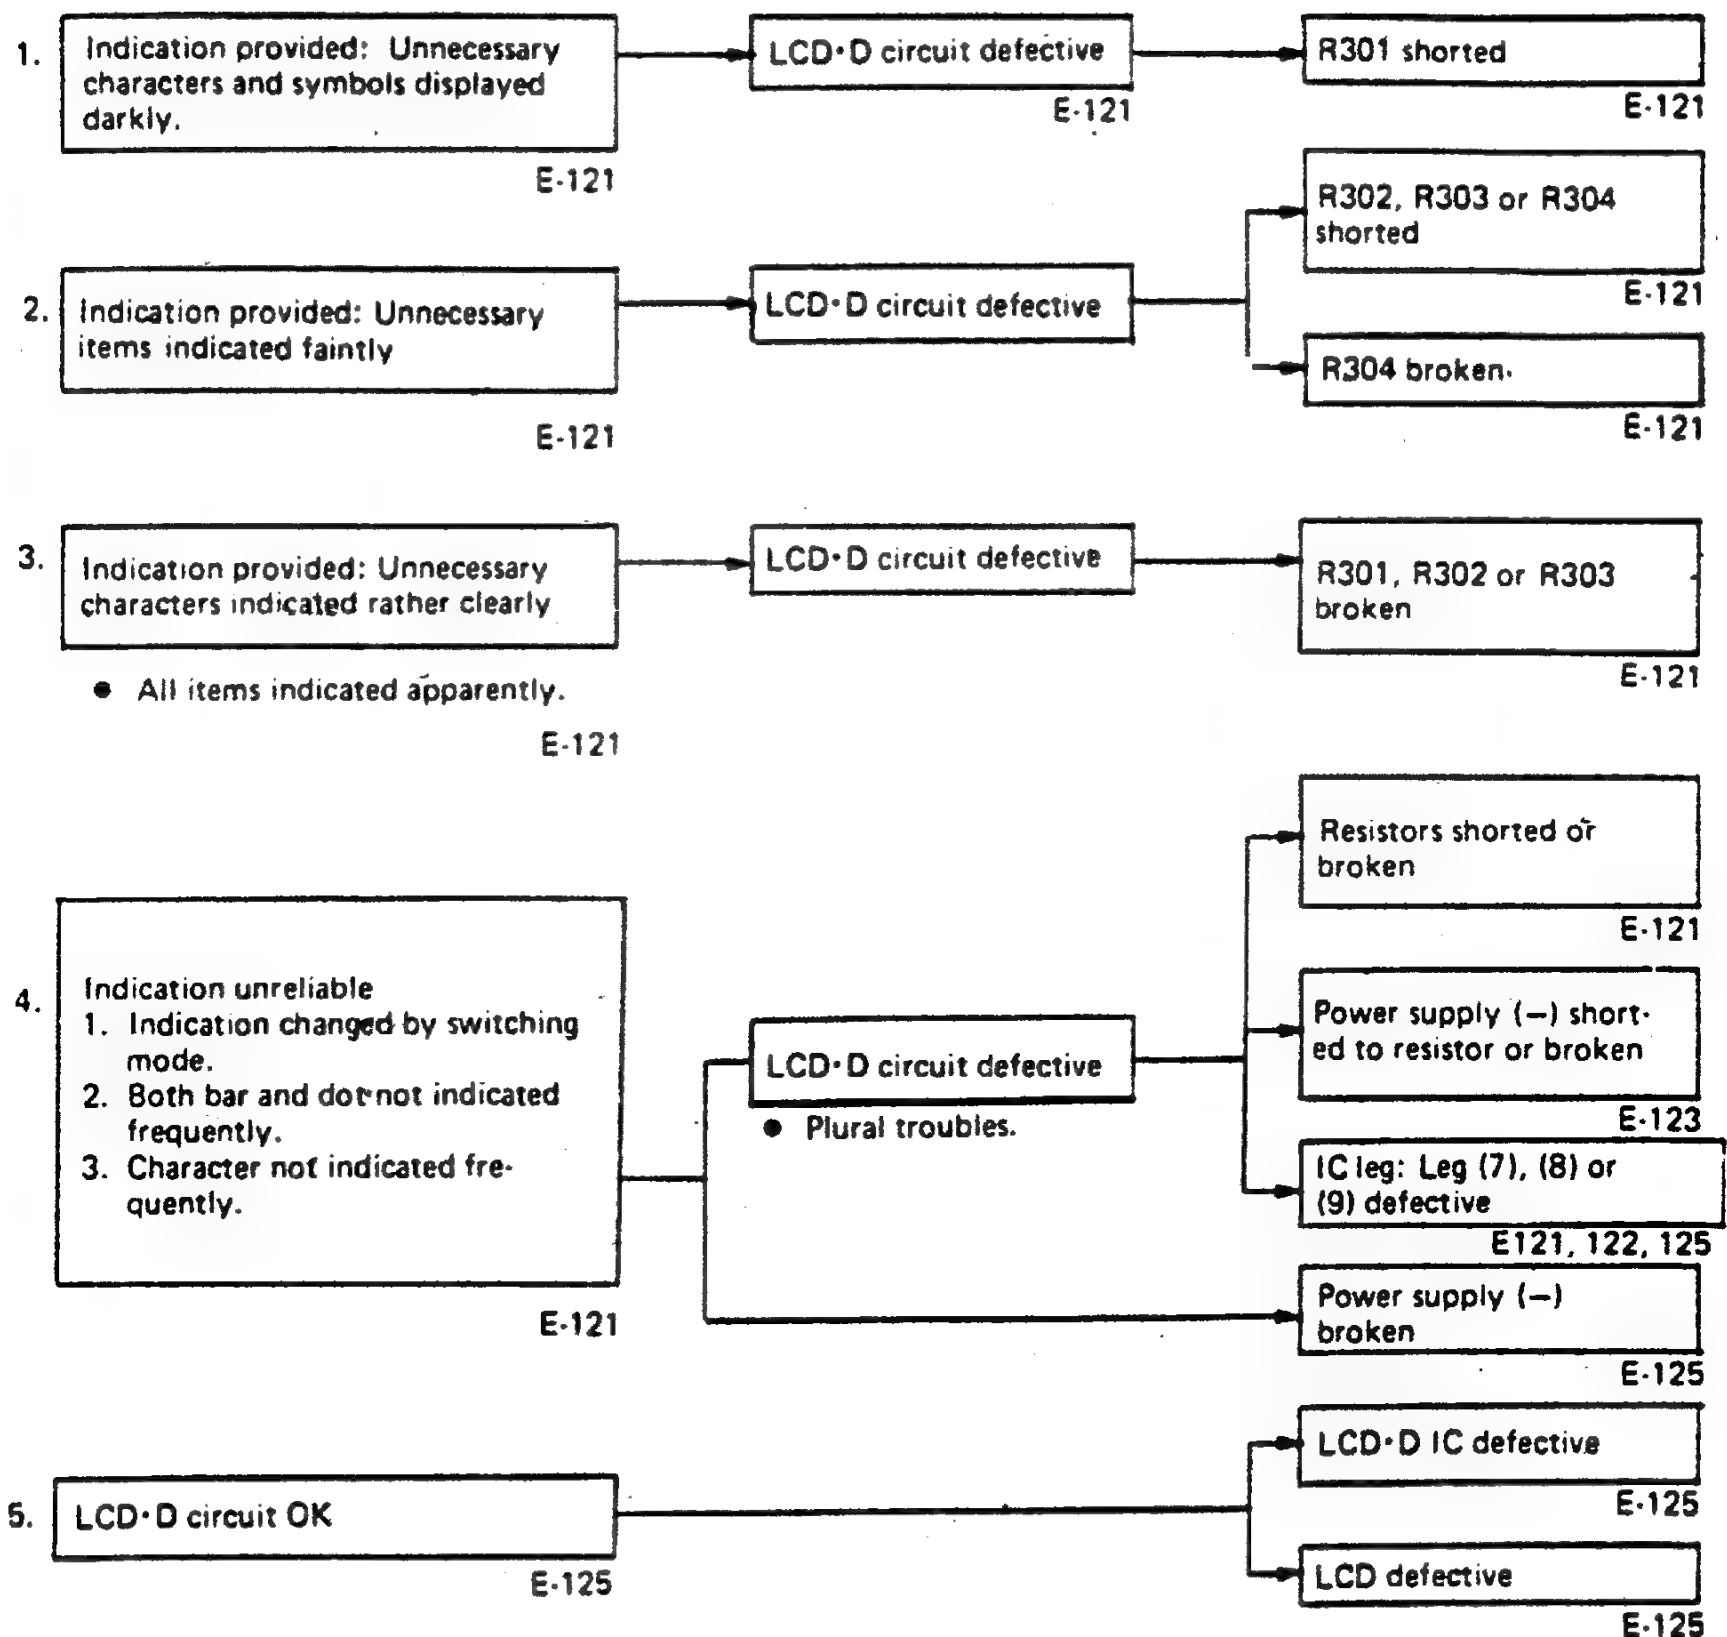 1. Indication provided: Unnecessary
characters and symbols displayed
darkly.
E-121
LCD·D circuit defective
E-121
R301 shorted
E-121
2. Indication provided: Unnecessary
items indicated faintly
E-121
LCD·D circuit defective
R302, R303 or R304
shorted
E-121
R304 broken.
E-121
3. Indication provided: Unnecessary
characters indicated rather clearly
● All items indicated apparently.
E-121
LCD·D circuit defective
R301, R302 or R303
broken
E-121
4. Indication unreliable
1. Indication changed by switching
mode.
2. Both bar and dot not indicated
frequently.
3. Character not indicated fre-
quently.
E-121
LCD·D circuit defective
● Plural troubles.
Resistors shorted or
broken
E-121
Power supply (−) short-
ed to resistor or broken
E-123
IC leg: Leg (7), (8) or
(9) defective
E121, 122, 125
Power supply (−)
broken
E-125
5. LCD·D circuit OK
E-125
LCD·D IC defective
E-125
LCD defective
E-125